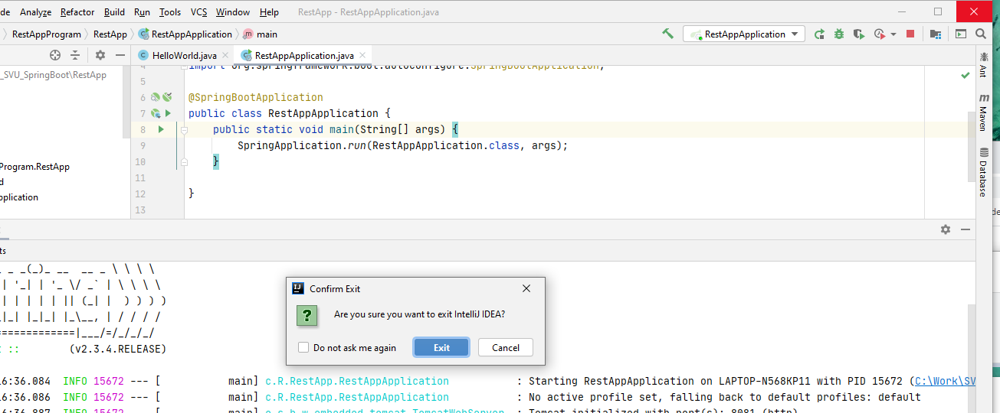 Analyze Refactor Build Run Tools VCS Window Help RestApp - RestAppApplication.java
RestAppProgram RestApp RestAppApplication main RestAppApplication
HelloWorld.java RestAppApplication.java
_SVU_SpringBoot\RestApp
Ant
Maven
Database
import org.springframework.boot.autoconfigure.SpringBootApplication;
5
6 @SpringBootApplication
7 public class RestAppApplication {
8 public static void main(String[] args) {
9 SpringApplication.run(RestAppApplication.class, args);
10 }
11
12 }
13
Program.RestApp
d
pplication
ts
_ _ _(_)_ __ __ _ \ \ \ \
| '_| | '_ \/ _` | \ \ \ \
| | | | | || (_| | ) ) ) )
_|_| |_|_| |_\__, | / / / /
=============|___/=/_/_/_/
:: (v2.3.4.RELEASE)
Confirm Exit
Are you sure you want to exit IntelliJ IDEA?
Do not ask me again Exit Cancel
16:36.084 INFO 15672 --- [ main] c.R.RestApp.RestAppApplication : Starting RestAppApplication on LAPTOP-N568KP11 with PID 15672 (C:\Work\SV
16:36.086 INFO 15672 --- [ main] c.R.RestApp.RestAppApplication : No active profile set, falling back to default profiles: default
16:36.887 INFO 15672 --- [ main] o.s.b.w.embedded.tomcat.TomcatWebServer : Tomcat initialized with port(s): 8081 (http)